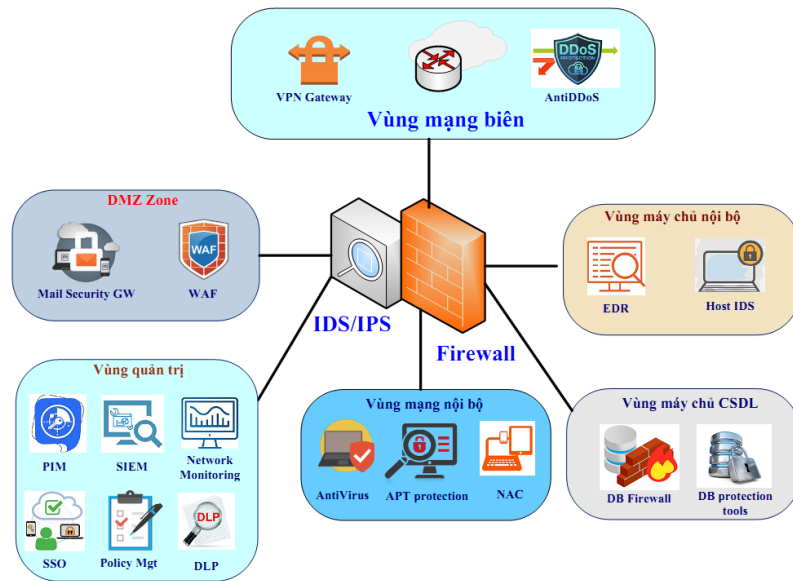 DDoS
PROTECTION
VPN Gateway
AntiDDoS
Vùng mạng biên
DMZ Zone
WAF
Mail Security GW
WAF
IDS/IPS
Firewall
Vùng máy chủ nội bộ
EDR
Host IDS
Vùng quản trị
PIM
SIEM
Network
Monitoring
DLP
SSO
Policy Mgt
DLP
Vùng mạng nội bộ
AntiVirus
APT protection
NAC
Vùng máy chủ CSDL
DB Firewall
DB protection
tools